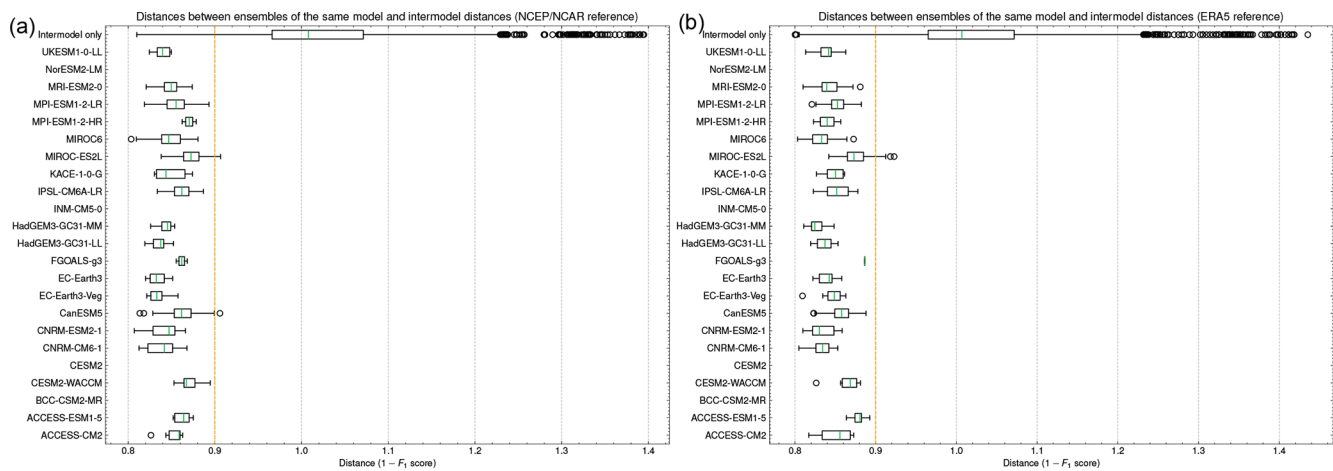 (a)
Distances between ensembles of the same model and intermodel distances (NCEP/NCAR reference)
Intermodel only
UKESM1-0-LL
NorESM2-LM
MRI-ESM2-0
MPI-ESM1-2-LR
MPI-ESM1-2-HR
MIROC6
MIROC-ES2L
KACE-1-0-G
IPSL-CM6A-LR
INM-CM5-0
HadGEM3-GC31-MM
HadGEM3-GC31-LL
FGOALS-g3
EC-Earth3
EC-Earth3-Veg
CanESM5
CNRM-ESM2-1
CNRM-CM6-1
CESM2
CESM2-WACCM
BCC-CSM2-MR
ACCESS-ESM1-5
ACCESS-CM2
0.8 0.9 1.0 1.1 1.2 1.3 1.4
Distance (1 − F₁ score)
(b)
Distances between ensembles of the same model and intermodel distances (ERA5 reference)
Intermodel only
UKESM1-0-LL
NorESM2-LM
MRI-ESM2-0
MPI-ESM1-2-LR
MPI-ESM1-2-HR
MIROC6
MIROC-ES2L
KACE-1-0-G
IPSL-CM6A-LR
INM-CM5-0
HadGEM3-GC31-MM
HadGEM3-GC31-LL
FGOALS-g3
EC-Earth3
EC-Earth3-Veg
CanESM5
CNRM-ESM2-1
CNRM-CM6-1
CESM2
CESM2-WACCM
BCC-CSM2-MR
ACCESS-ESM1-5
ACCESS-CM2
0.8 0.9 1.0 1.1 1.2 1.3 1.4
Distance (1 − F₁ score)